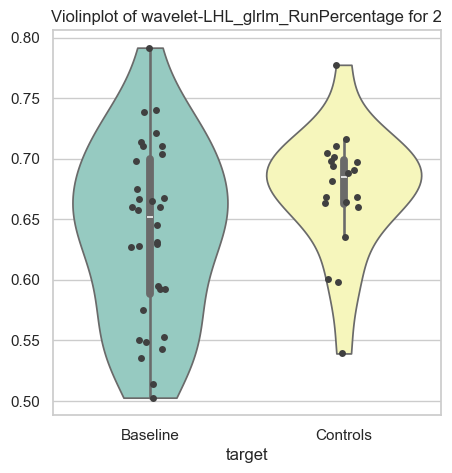 Violinplot of wavelet-LHL_glrlm_RunPercentage for 2
0.80
0.75
0.70
0.65
0.60
0.55
0.50
Baseline Controls
target